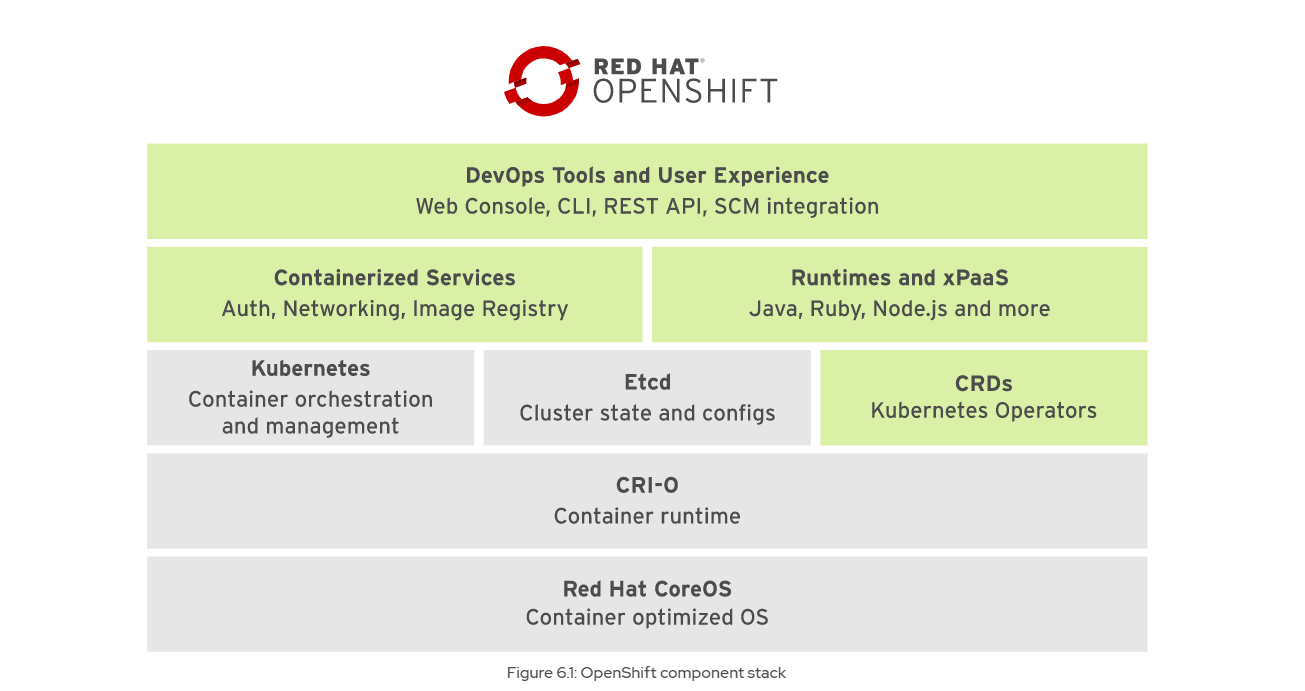 RED HAT®
OPENSHIFT
DevOps Tools and User Experience
Web Console, CLI, REST API, SCM integration
Containerized Services
Auth, Networking, Image Registry
Runtimes and xPaaS
Java, Ruby, Node.js and more
Kubernetes
Container orchestration
and management
Etcd
Cluster state and configs
CRDs
Kubernetes Operators
CRI-O
Container runtime
Red Hat CoreOS
Container optimized OS
Figure 6.1: OpenShift component stack